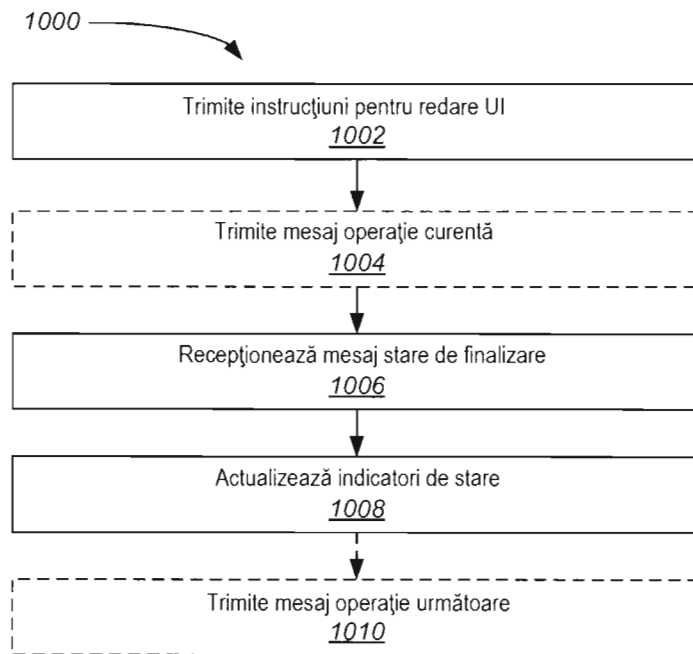 1000
Trimite instrucţiuni pentru redare UI
1002
Trimite mesaj operaţie curentă
1004
Recepţionează mesaj stare de finalizare
1006
Actualizează indicatori de stare
1008
Trimite mesaj operaţie următoare
1010